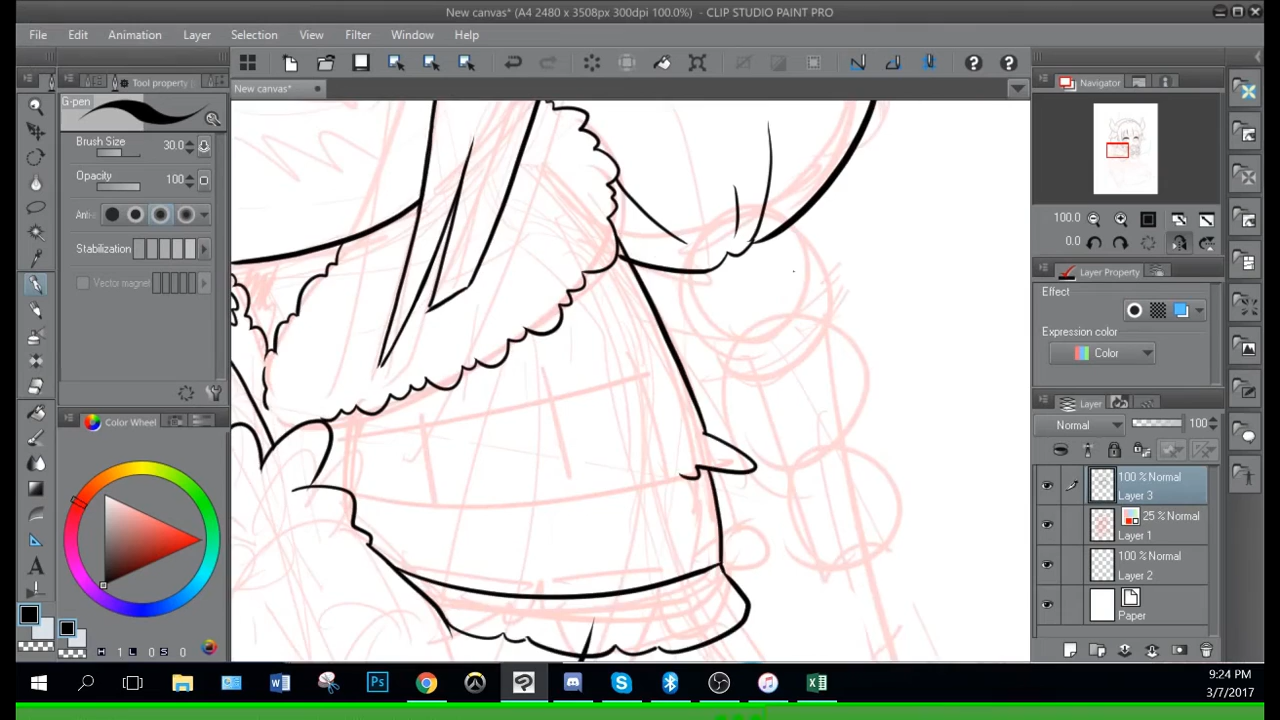 New canvas* (A4 2480 x 3508px 300dpi 100.0%) - CLIP STUDIO PAINT PRO
File Edit Animation Layer Selection View Filter Window Help
Tool property
New canvas*
Navigator
G-pen
Brush Size 30.0
Opacity 100
Stabilization
Vector magnet
100.0
0.0
Layer Property
Effect
Expression color
Color
Color Wheel
Layer
Normal 100
100 % Normal
Layer 3
25 % Normal
Layer 1
100 % Normal
Layer 2
Paper
H 1 L 0 S 0
9:24 PM
3/7/2017